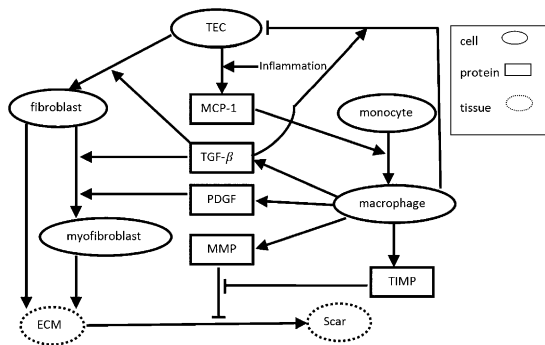 TEC
cell
Inflammation
protein
fibroblast
MCP-1
monocyte
tissue
TGF-β
PDGF
macrophage
myofibroblast
MMP
TIMP
ECM
Scar